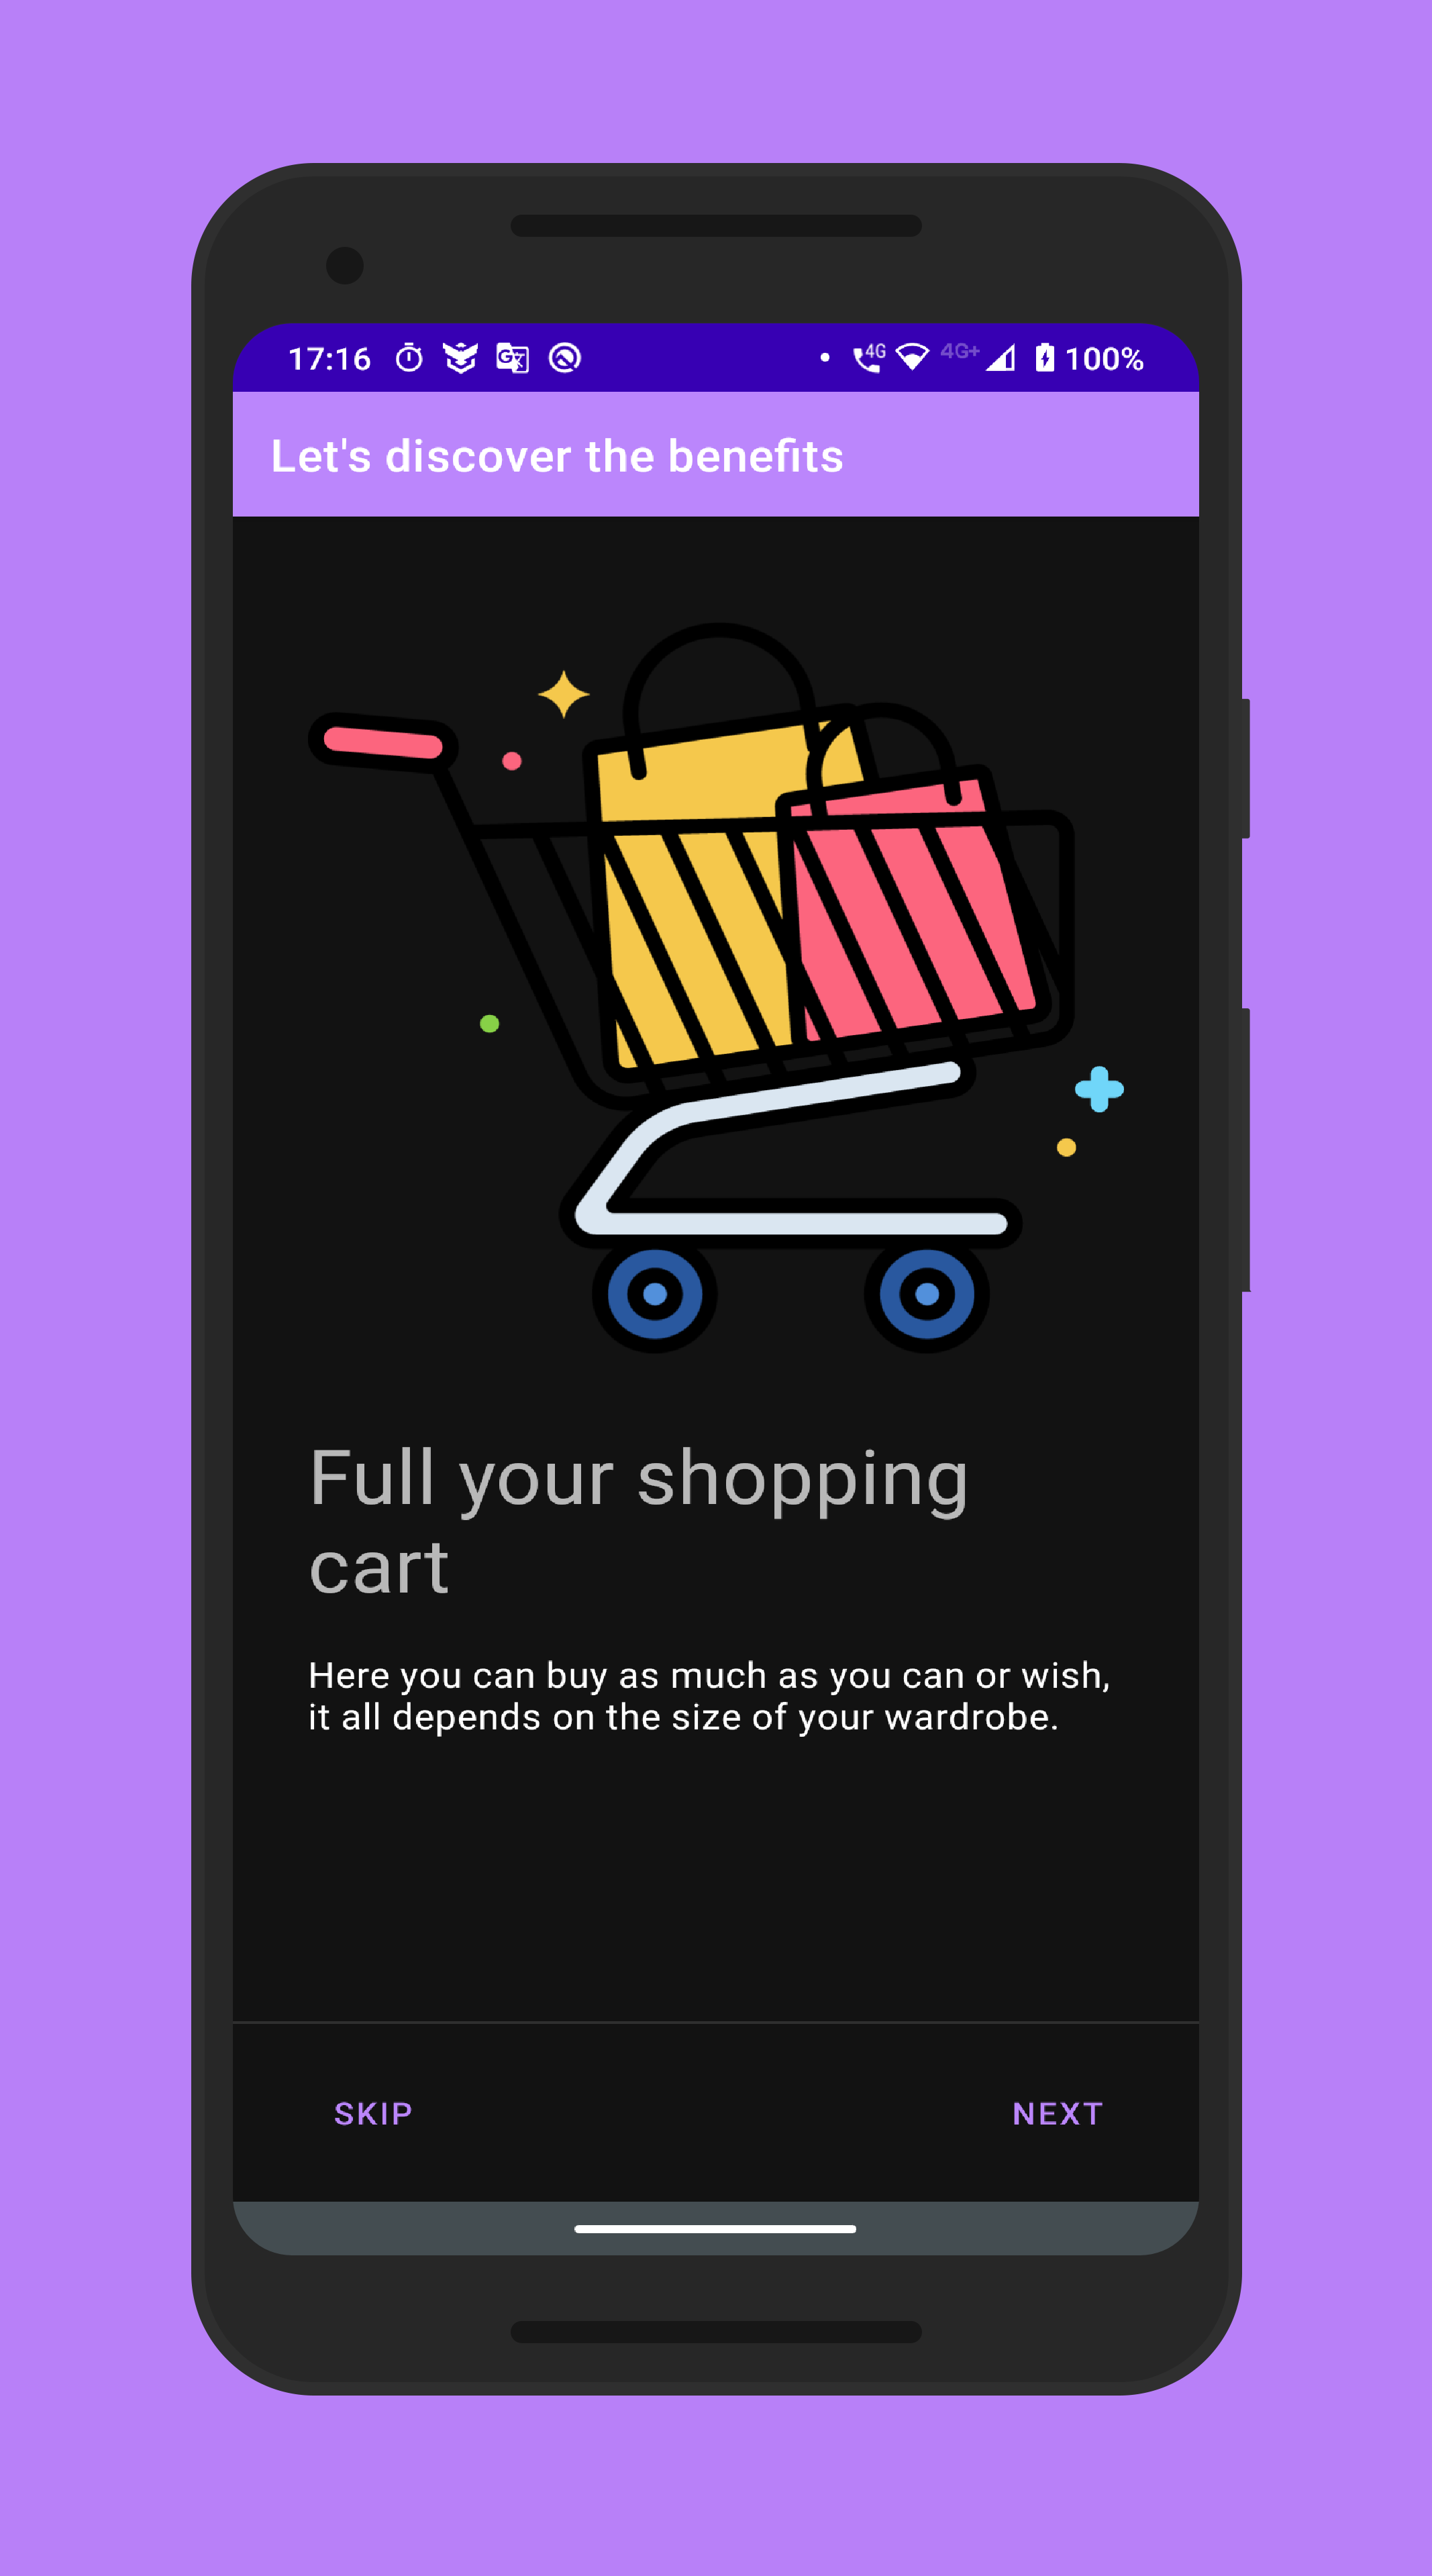 17:16 4G 4G+ 100%
Let's discover the benefits
Full your shopping
cart
Here you can buy as much as you can or wish,
it all depends on the size of your wardrobe.
SKIP NEXT